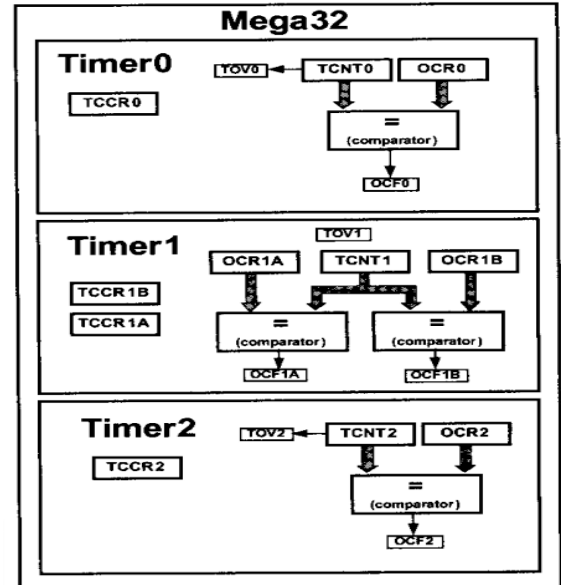 Mega32
Timer0
TOV0 TCNT0 OCR0
TCCR0
=
(comparator)
OCF0
Timer1
TOV1
OCR1A TCNT1 OCR1B
TCCR1B
TCCR1A
= =
(comparator) (comparator)
OCF1A OCF1B
Timer2
TOV2 TCNT2 OCR2
TCCR2
=
(comparator)
OCF2